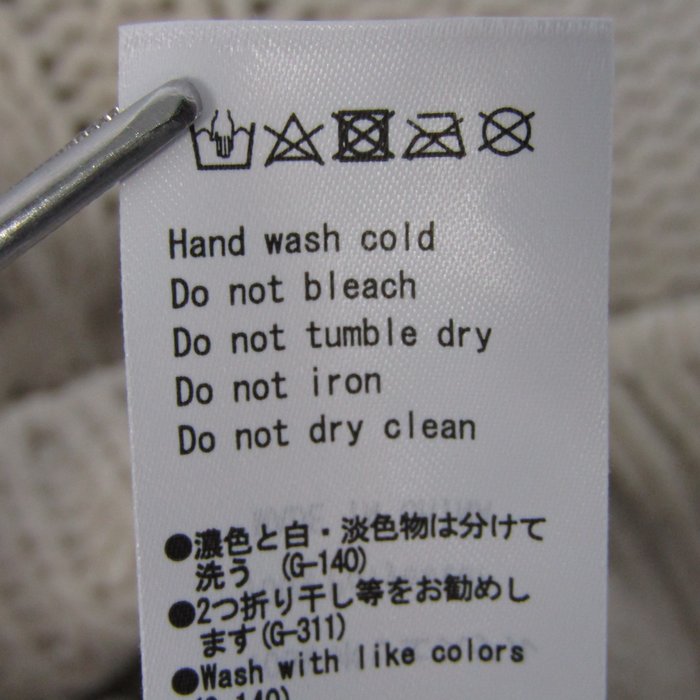 Hand wash cold
Do not bleach
Do not tumble dry
Do not iron
Do not dry clean
●濃色と白・淡色物は分けて
洗う (G-140)
●2つ折り干し等をお勧めし
ます(G-311)
●Wash with like colors